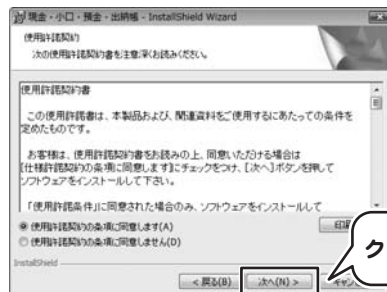 現金・小口・預金・出納帳 - InstallShield Wizard
使用許諾契約
次の使用許諾契約書を注意深くお読みください。
使用許諾契約書
この使用許諾書は、本製品および、関連資料をご使用するにあたっての条件を
定めたものです。
お客様は、使用許諾契約書をお読みの上、同意いただける場合は
[仕様許諾契約の条項に同意します]にチェックをつけ、[次へ]ボタンを押して
ソフトウェアをインストールして下さい。
「使用許諾条件」に同意された場合のみ、ソフトウェアをインストールして
使用許諾契約の条項に同意します(A)
印刷
使用許諾契約の条項に同意しません(D)
ク
InstallShield
< 戻る(B)
次へ(N) >
キャン